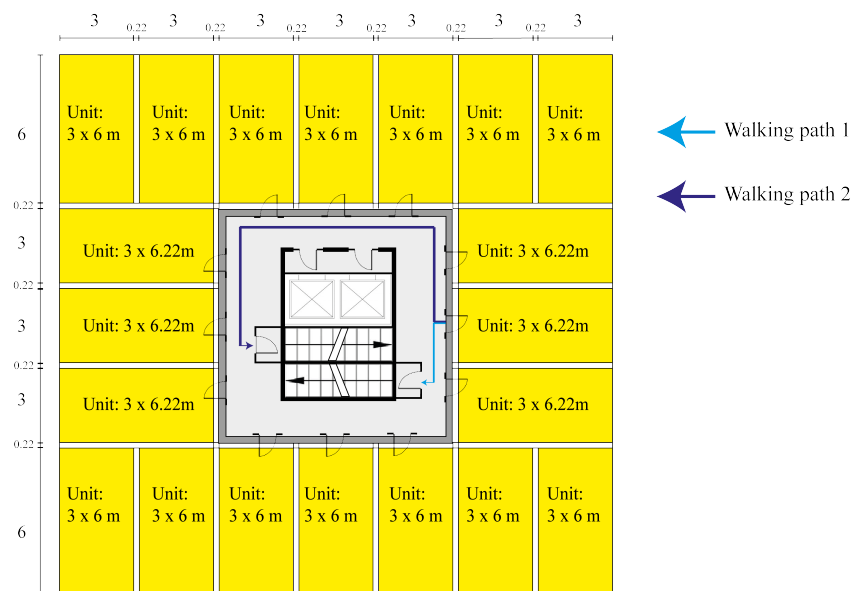 3 0.22 3 0.22 3 0.22 3 0.22 3 0.22 3 0.22 3
Unit: Unit: Unit: Unit: Unit: Unit: Unit:
3 x 6 m 3 x 6 m 3 x 6 m 3 x 6 m 3 x 6 m 3 x 6 m 3 x 6 m
6
Walking path 1
Walking path 2
0.22
3
Unit: 3 x 6.22m Unit: 3 x 6.22m
0.22
3
Unit: 3 x 6.22m Unit: 3 x 6.22m
0.22
3
Unit: 3 x 6.22m Unit: 3 x 6.22m
0.22
Unit: Unit: Unit: Unit: Unit: Unit: Unit:
3 x 6 m 3 x 6 m 3 x 6 m 3 x 6 m 3 x 6 m 3 x 6 m 3 x 6 m
6